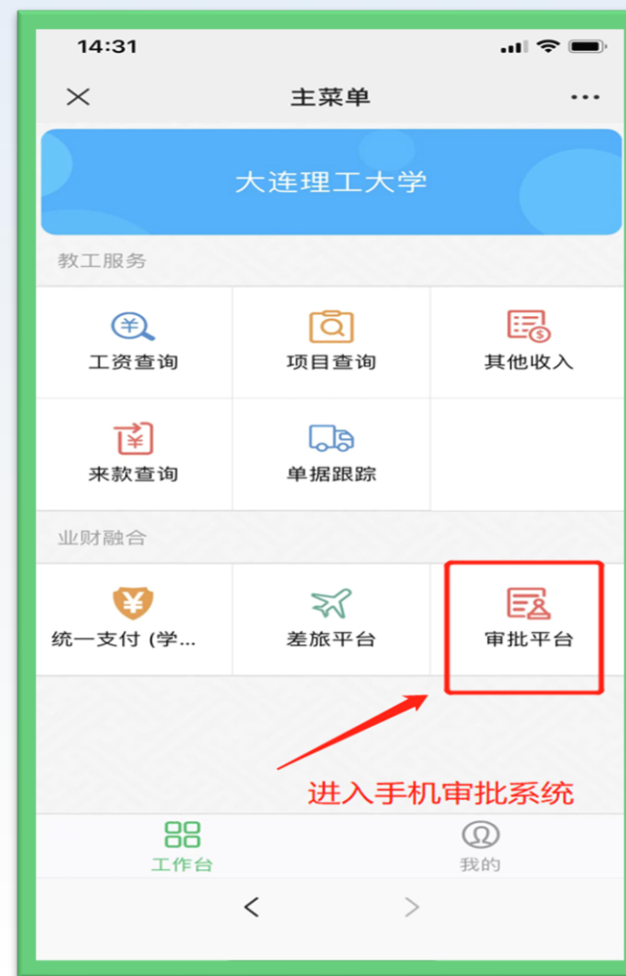 14:31
主菜单
大连理工大学
教工服务
工资查询 项目查询 其他收入
来款查询 单据跟踪
业财融合
统一支付 (学... 差旅平台 审批平台
进入手机审批系统
工作台 我的